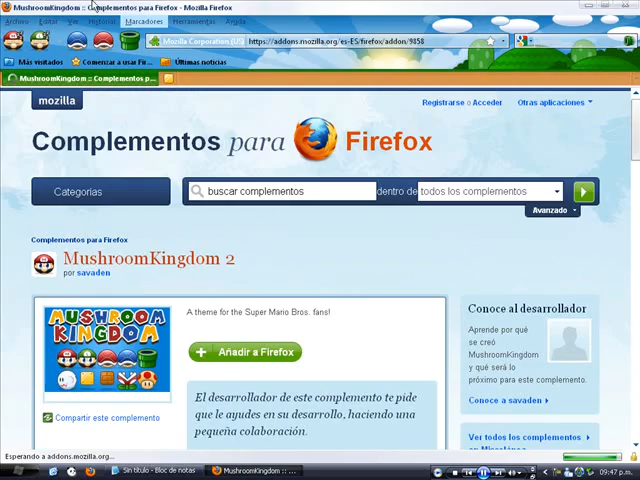 MushroomKingdom :: Complementos para Firefox - Mozilla Firefox
Archivo Editar Ver Historial Marcadores Herramientas Ayuda
Mozilla Corporation (US) https://addons.mozilla.org/es-ES/firefox/addon/9858
Más visitados Comenzar a usar Fir... Últimas noticias
MushroomKingdom :: Complementos p...
mozilla
Registrarse o Acceder Otras aplicaciones
Complementos para Firefox
Categorías
buscar complementos dentro de todos los complementos
Avanzado
Complementos para Firefox
MushroomKingdom 2
por savaden
MUSHROOM
KINGDOM
A theme for the Super Mario Bros. fans!
Añadir a Firefox
El desarrollador de este complemento te pide
que le ayudes en su desarrollo, haciendo una
pequeña colaboración.
Compartir este complemento
Conoce al desarrollador
Aprende por qué
se creó
MushroomKingdom
y qué será lo
próximo para este complemento.
Conoce a savaden
Ver todos los complementos
en
Esperando a addons.mozilla.org...
Sin título - Bloc de notas
MushroomKingdom :: ...
09:47 p.m.